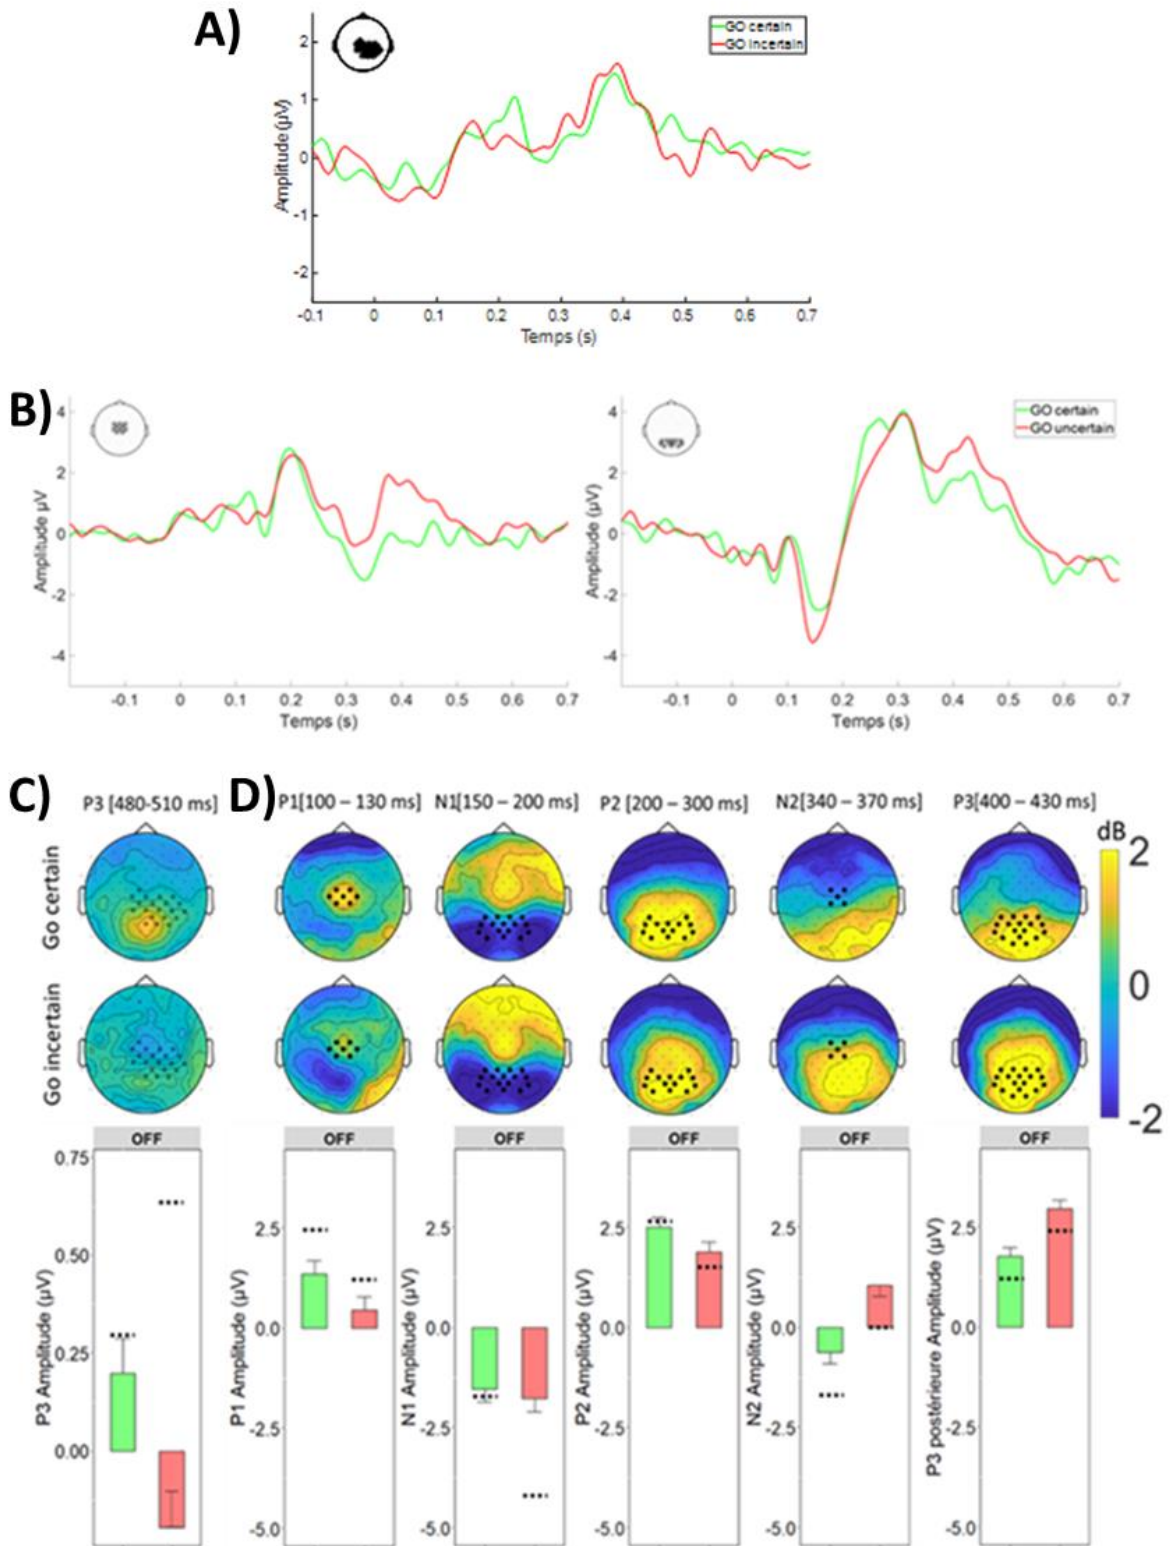 A)
GO certain
GO incertain
2
1
0
-1
-2
Amplitude (µV)
-0.1 0 0.1 0.2 0.3 0.4 0.5 0.6 0.7
Temps (s)
B)
4
2
0
-2
-4
Amplitude µV
-0.1 0 0.1 0.2 0.3 0.4 0.5 0.6 0.7
Temps (s)
GO certain
GO uncertain
4
2
0
-2
-4
Amplitude (µV)
-0.1 0 0.1 0.2 0.3 0.4 0.5 0.6 0.7
Temps (s)
C)
D)
P3 [480-510 ms]
P1[100 – 130 ms]
N1[150 – 200 ms]
P2 [200 – 300 ms]
N2[340 – 370 ms]
P3[400 – 430 ms]
dB
2
0
-2
Go certain
Go incertain
OFF OFF OFF OFF OFF OFF
P3 Amplitude (µV)
0.75
0.50
0.25
0.00
P1 Amplitude (µV)
2.5
0.0
-2.5
-5.0
N1 Amplitude (µV)
2.5
0.0
-2.5
-5.0
P2 Amplitude (µV)
2.5
0.0
-2.5
-5.0
N2 Amplitude (µV)
2.5
0.0
-2.5
-5.0
P3 postérieure Amplitude (µV)
2.5
0.0
-2.5
-5.0